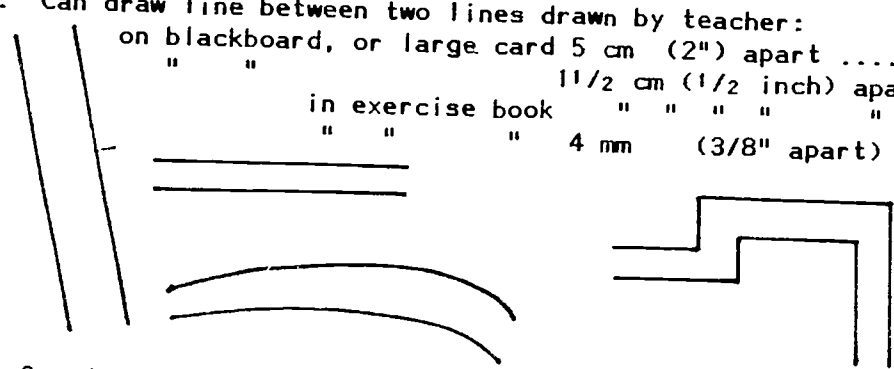 . Can draw line between two lines drawn by teacher:
on blackboard, or large card 5 cm (2") apart ....
" " 1 1/2 cm (1/2 inch) apa
in exercise book " " " " "
" " " 4 mm (3/8" apart)